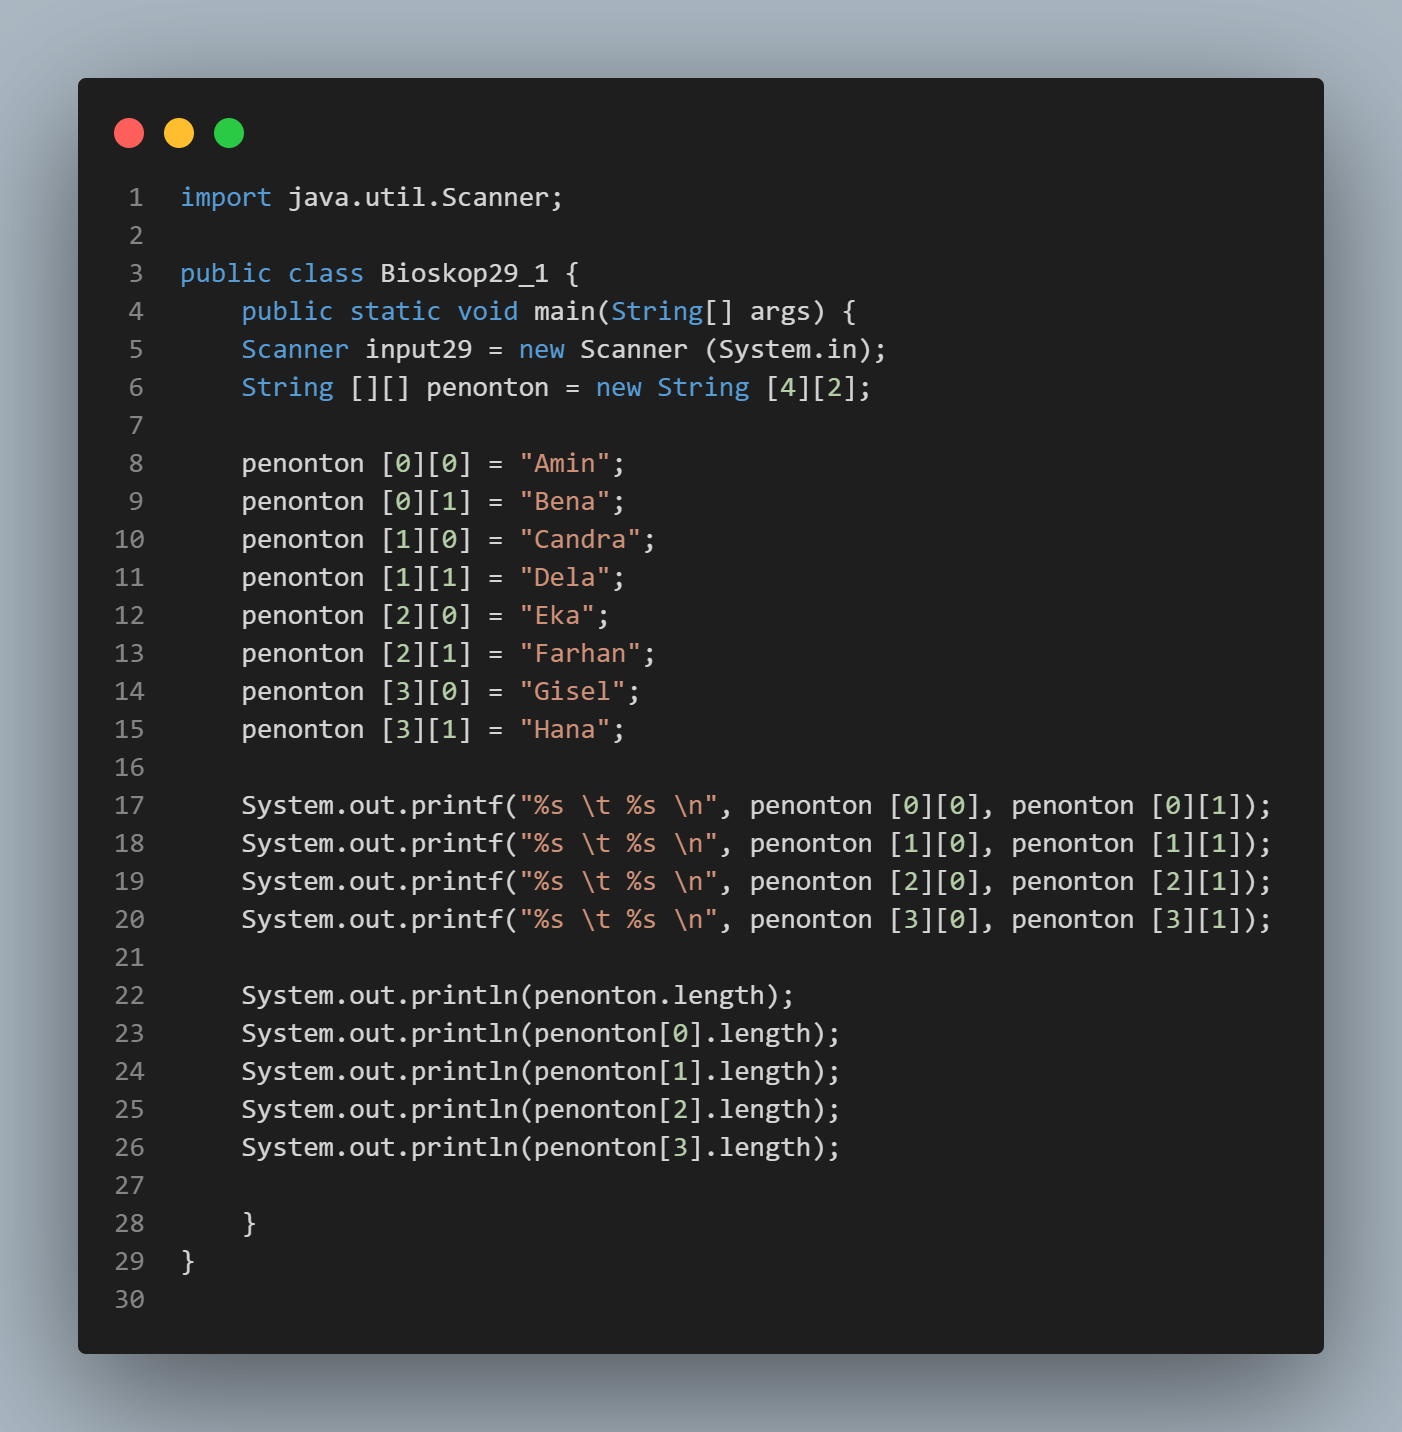 1 import java.util.Scanner;
2
3 public class Bioskop29_1 {
4     public static void main(String[] args) {
5     Scanner input29 = new Scanner (System.in);
6     String [][] penonton = new String [4][2];
7
8     penonton [0][0] = "Amin";
9     penonton [0][1] = "Bena";
10     penonton [1][0] = "Candra";
11     penonton [1][1] = "Dela";
12     penonton [2][0] = "Eka";
13     penonton [2][1] = "Farhan";
14     penonton [3][0] = "Gisel";
15     penonton [3][1] = "Hana";
16
17     System.out.printf("%s \t %s \n", penonton [0][0], penonton [0][1]);
18     System.out.printf("%s \t %s \n", penonton [1][0], penonton [1][1]);
19     System.out.printf("%s \t %s \n", penonton [2][0], penonton [2][1]);
20     System.out.printf("%s \t %s \n", penonton [3][0], penonton [3][1]);
21
22     System.out.println(penonton.length);
23     System.out.println(penonton[0].length);
24     System.out.println(penonton[1].length);
25     System.out.println(penonton[2].length);
26     System.out.println(penonton[3].length);
27
28     }
29 }
30